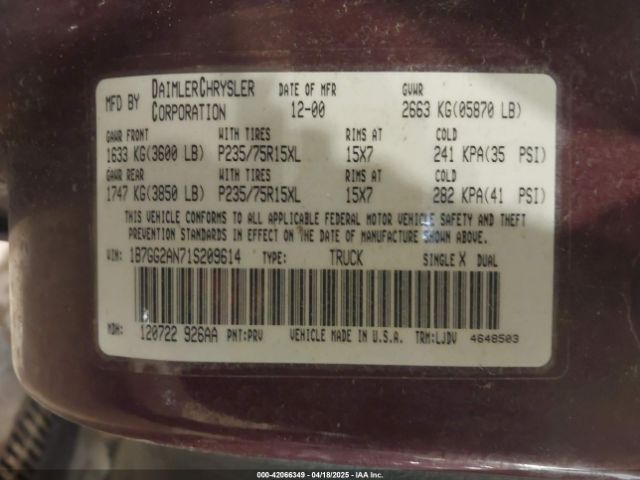 MFD BY DAIMLERCHRYSLER CORPORATION DATE OF MFR 12-00 GVWR 2663 KG(05870 LB)
GAWR FRONT WITH TIRES RIMS AT COLD
1633 KG(3600 LB) P235/75R15XL 15X7 241 KPA(35 PSI)
GAWR REAR WITH TIRES RIMS AT COLD
1747 KG(3850 LB) P235/75R15XL 15X7 282 KPA(41 PSI)
THIS VEHICLE CONFORMS TO ALL APPLICABLE FEDERAL MOTOR VEHICLE SAFETY AND THEFT
PREVENTION STANDARDS IN EFFECT ON THE DATE OF MANUFACTURE SHOWN ABOVE.
VIN: 1B7GG2AN71S209614 TYPE: TRUCK SINGLE X DUAL
MDH: 120722 926AA PNT:PRV VEHICLE MADE IN U.S.A. TRM:LJDV 4648503
000-42066349 - 04/18/2025 - IAAI.com